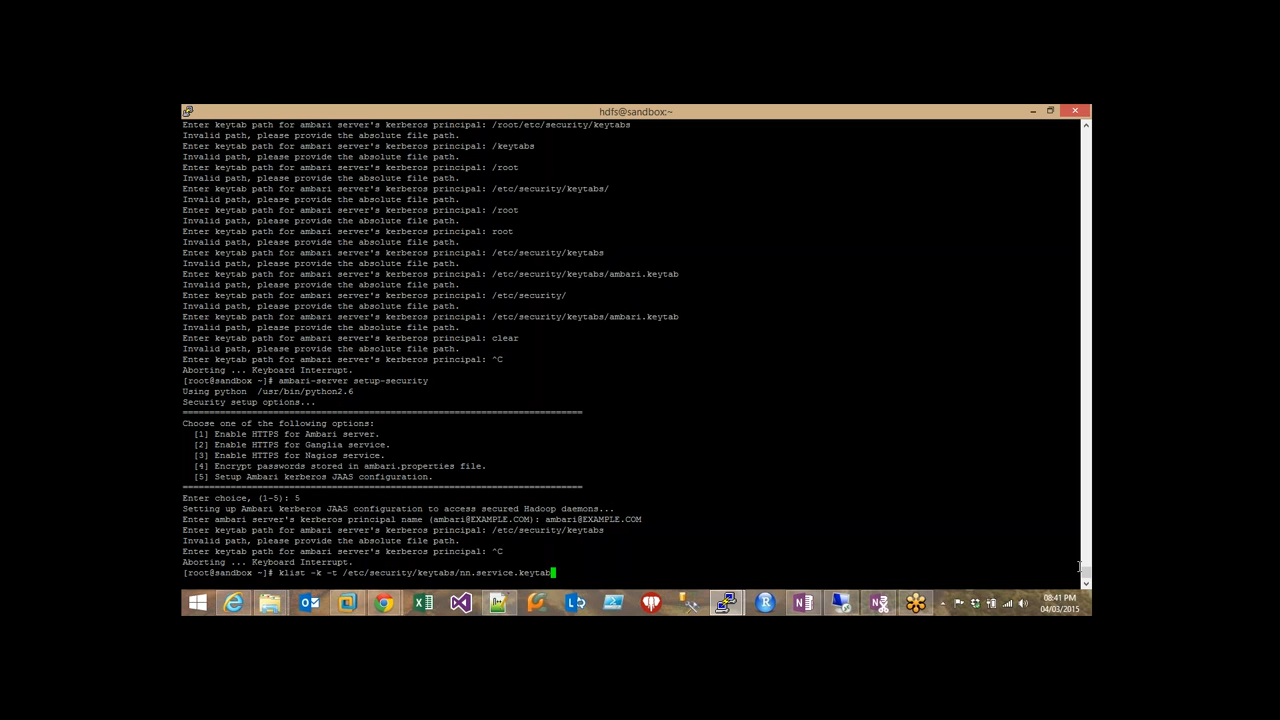 hdfs@sandbox:~
Enter keytab path for ambari server's kerberos principal: /root/etc/security/keytabs
Invalid path, please provide the absolute file path.
Enter keytab path for ambari server's kerberos principal: /keytabs
Invalid path, please provide the absolute file path.
Enter keytab path for ambari server's kerberos principal: /root
Invalid path, please provide the absolute file path.
Enter keytab path for ambari server's kerberos principal: /etc/security/keytabs/
Invalid path, please provide the absolute file path.
Enter keytab path for ambari server's kerberos principal: /root
Invalid path, please provide the absolute file path.
Enter keytab path for ambari server's kerberos principal: root
Invalid path, please provide the absolute file path.
Enter keytab path for ambari server's kerberos principal: /etc/security/keytabs
Invalid path, please provide the absolute file path.
Enter keytab path for ambari server's kerberos principal: /etc/security/keytabs/ambari.keytab
Invalid path, please provide the absolute file path.
Enter keytab path for ambari server's kerberos principal: /etc/security/
Invalid path, please provide the absolute file path.
Enter keytab path for ambari server's kerberos principal: /etc/security/keytabs/ambari.keytab
Invalid path, please provide the absolute file path.
Enter keytab path for ambari server's kerberos principal: clear
Invalid path, please provide the absolute file path.
Enter keytab path for ambari server's kerberos principal: ^C
Aborting ... Keyboard Interrupt.
[root@sandbox ~]# ambari-server setup-security
Using python  /usr/bin/python2.6
Security setup options...
===========================================================================
Choose one of the following options:
  [1] Enable HTTPS for Ambari server.
  [2] Enable HTTPS for Ganglia service.
  [3] Enable HTTPS for Nagios service.
  [4] Encrypt passwords stored in ambari.properties file.
  [5] Setup Ambari kerberos JAAS configuration.
===========================================================================
Enter choice, (1-5): 5
Setting up Ambari kerberos JAAS configuration to access secured Hadoop daemons...
Enter ambari server's kerberos principal name (ambari@EXAMPLE.COM): ambari@EXAMPLE.COM
Enter keytab path for ambari server's kerberos principal: /etc/security/keytabs
Invalid path, please provide the absolute file path.
Enter keytab path for ambari server's kerberos principal: ^C
Aborting ... Keyboard Interrupt.
[root@sandbox ~]# klist -k -t /etc/security/keytabs/nn.service.keytab
08:41 PM
04/03/2015